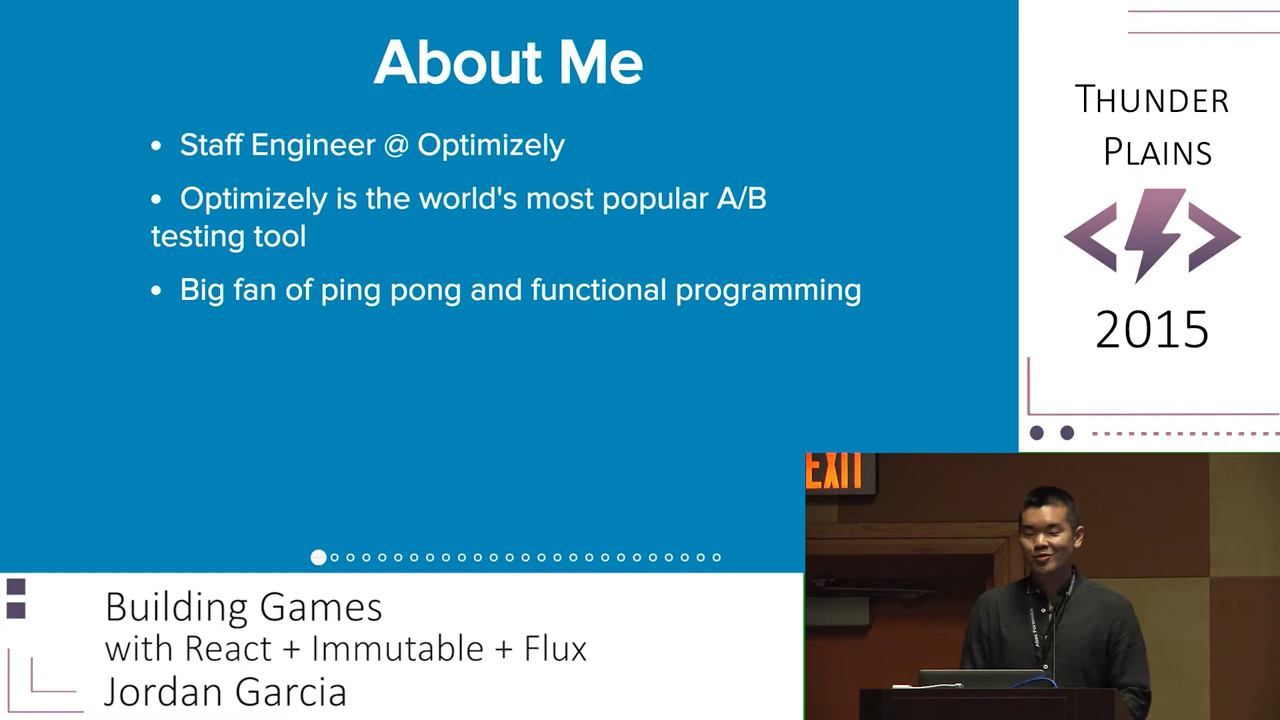 About Me
• Staff Engineer @ Optimizely
• Optimizely is the world's most popular A/B
testing tool
• Big fan of ping pong and functional programming
THUNDER
PLAINS
2015
EXIT
Building Games
with React + Immutable + Flux
Jordan Garcia